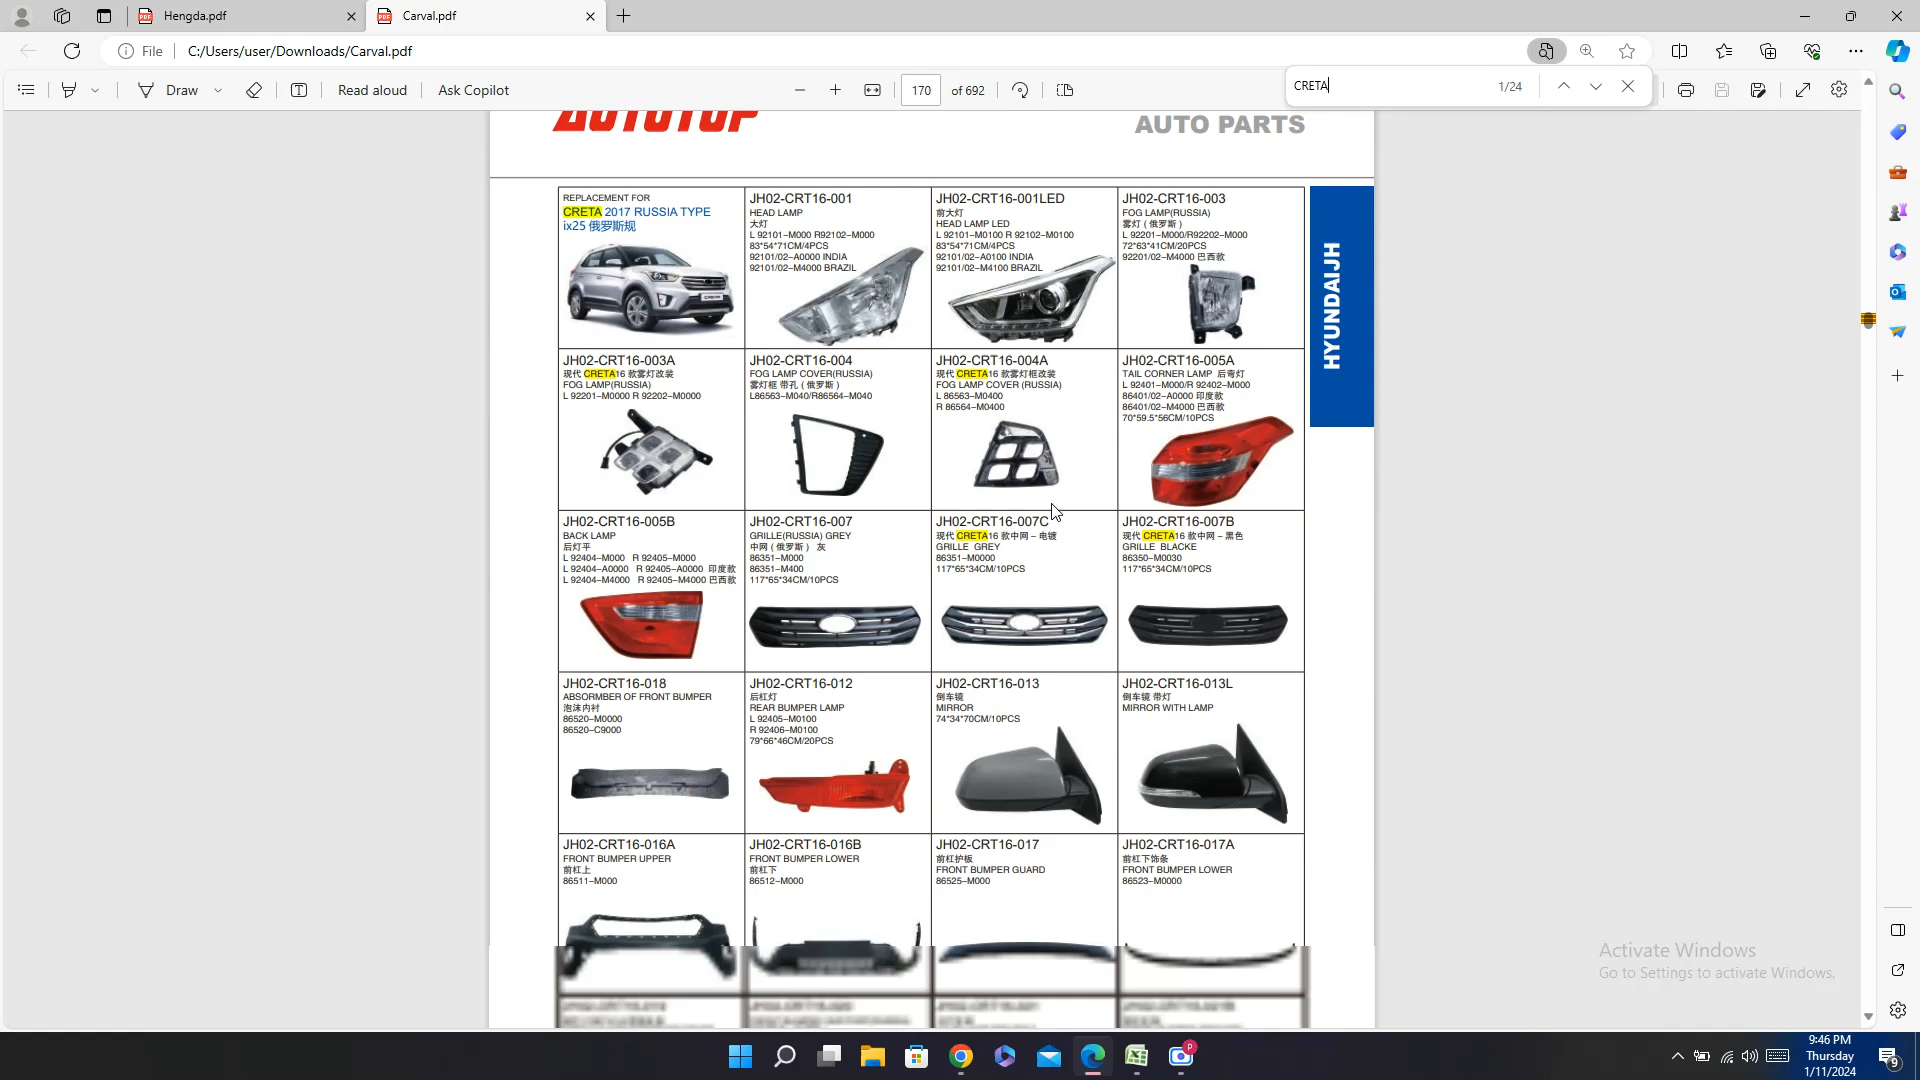 Hengda.pdf
Carval.pdf
File
C:/Users/user/Downloads/Carval.pdf
CRETA
1/24
Draw
Read aloud
Ask Copilot
170
of 692
AUTOTOP
AUTO PARTS
HYUNDAIJH
REPLACEMENT FOR
CRETA 2017 RUSSIA TYPE
ix25 俄罗斯规
CRETA
JH02-CRT16-001
HEAD LAMP
大灯
L 92101-M000 R92102-M000
83*54*71CM/4PCS
92101/02-A0000 INDIA
92101/02-M4000 BRAZIL
JH02-CRT16-001LED
前大灯
HEAD LAMP LED
L 92101-M0100 R 92102-M0100
83*54*71CM/4PCS
92101/02-A0100 INDIA
92101/02-M4100 BRAZIL
JH02-CRT16-003
FOG LAMP(RUSSIA)
雾灯 ( 俄罗斯 )
L 92201-M000/R92202-M000
72*63*41CM/20PCS
92201/02-M4000 巴西款
JH02-CRT16-003A
现代 CRETA16 款雾灯改装
FOG LAMP(RUSSIA)
L 92201-M0000 R 92202-M0000
JH02-CRT16-004
FOG LAMP COVER(RUSSIA)
雾灯框 带孔 ( 俄罗斯 )
L86563-M040/R86564-M040
JH02-CRT16-004A
现代 CRETA16 款雾灯框改装
FOG LAMP COVER (RUSSIA)
L 86563-M0400
R 86564-M0400
JH02-CRT16-005A
TAIL CORNER LAMP 后弯灯
L 92401-M000/R 92402-M000
86401/02-A0000 印度款
86401/02-M4000 巴西款
70*59.5*56CM/10PCS
JH02-CRT16-005B
BACK LAMP
后灯平
L 92404-M000 R 92405-M000
L 92404-A0000 R 92405-A0000 印度款
L 92404-M4000 R 92405-M4000 巴西款
JH02-CRT16-007
GRILLE(RUSSIA) GREY
中网 ( 俄罗斯 ) 灰
86351-M000
86351-M400
117*65*34CM/10PCS
JH02-CRT16-007C
现代 CRETA16 款中网 - 电镀
GRILLE GREY
86351-M0000
117*65*34CM/10PCS
JH02-CRT16-007B
现代 CRETA16 款中网 - 黑色
GRILLE BLACKE
86350-M0030
117*65*34CM/10PCS
JH02-CRT16-018
ABSORMBER OF FRONT BUMPER
泡沫内衬
86520-M0000
86520-C9000
JH02-CRT16-012
后杠灯
REAR BUMPER LAMP
L 92405-M0100
R 92406-M0100
79*66*46CM/20PCS
JH02-CRT16-013
倒车镜
MIRROR
74*34*70CM/10PCS
JH02-CRT16-013L
倒车镜 带灯
MIRROR WITH LAMP
JH02-CRT16-016A
FRONT BUMPER UPPER
前杠上
86511-M000
JH02-CRT16-016B
FRONT BUMPER LOWER
前杠下
86512-M000
JH02-CRT16-017
前杠护板
FRONT BUMPER GUARD
86525-M000
JH02-CRT16-017A
前杠下饰条
FRONT BUMPER LOWER
86523-M0000
Activate Windows
Go to Settings to activate Windows.
9:46 PM
Thursday
1/11/2024
9